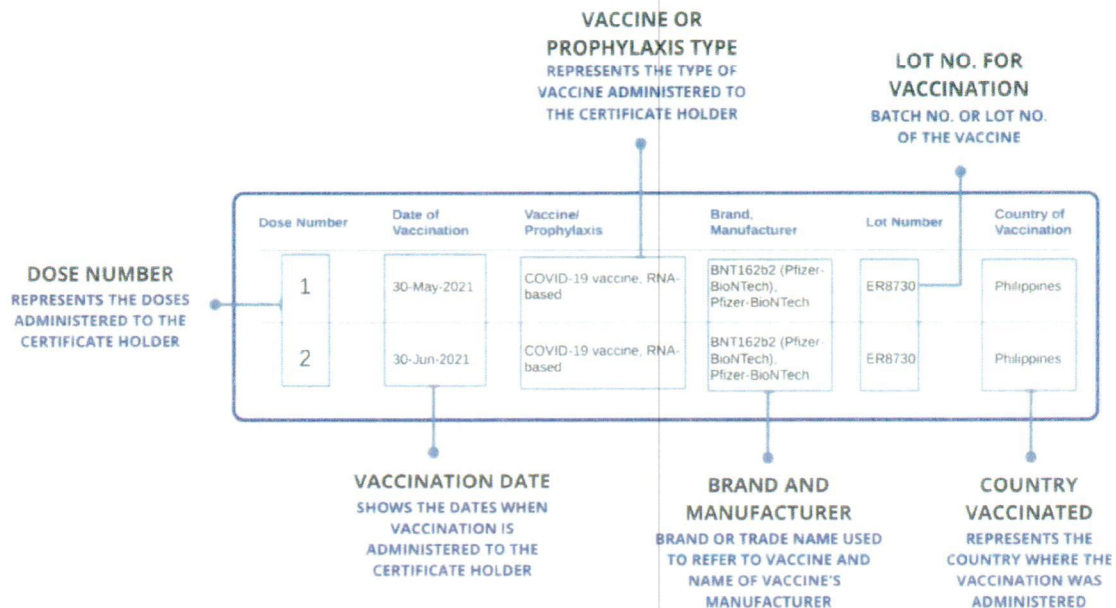 VACCINE OR
PROPHYLAXIS TYPE
REPRESENTS THE TYPE OF
VACCINE ADMINISTERED TO
THE CERTIFICATE HOLDER
LOT NO. FOR
VACCINATION
BATCH NO. OR LOT NO.
OF THE VACCINE
DOSE NUMBER
REPRESENTS THE DOSES
ADMINISTERED TO THE
CERTIFICATE HOLDER
Dose Number
Date of
Vaccination
Vaccine/
Prophylaxis
Brand,
Manufacturer
Lot Number
Country of
Vaccination
1
30-May-2021
COVID-19 vaccine, RNA-
based
BNT162b2 (Pfizer-
BioNTech),
Pfizer-BioNTech
ER8730
Philippines
2
30-Jun-2021
COVID-19 vaccine, RNA-
based
BNT162b2 (Pfizer-
BioNTech),
Pfizer-BioNTech
ER8730
Philippines
VACCINATION DATE
SHOWS THE DATES WHEN
VACCINATION IS
ADMINISTERED TO THE
CERTIFICATE HOLDER
BRAND AND
MANUFACTURER
BRAND OR TRADE NAME USED
TO REFER TO VACCINE AND
NAME OF VACCINE'S
MANUFACTURER
COUNTRY
VACCINATED
REPRESENTS THE
COUNTRY WHERE THE
VACCINATION WAS
ADMINISTERED